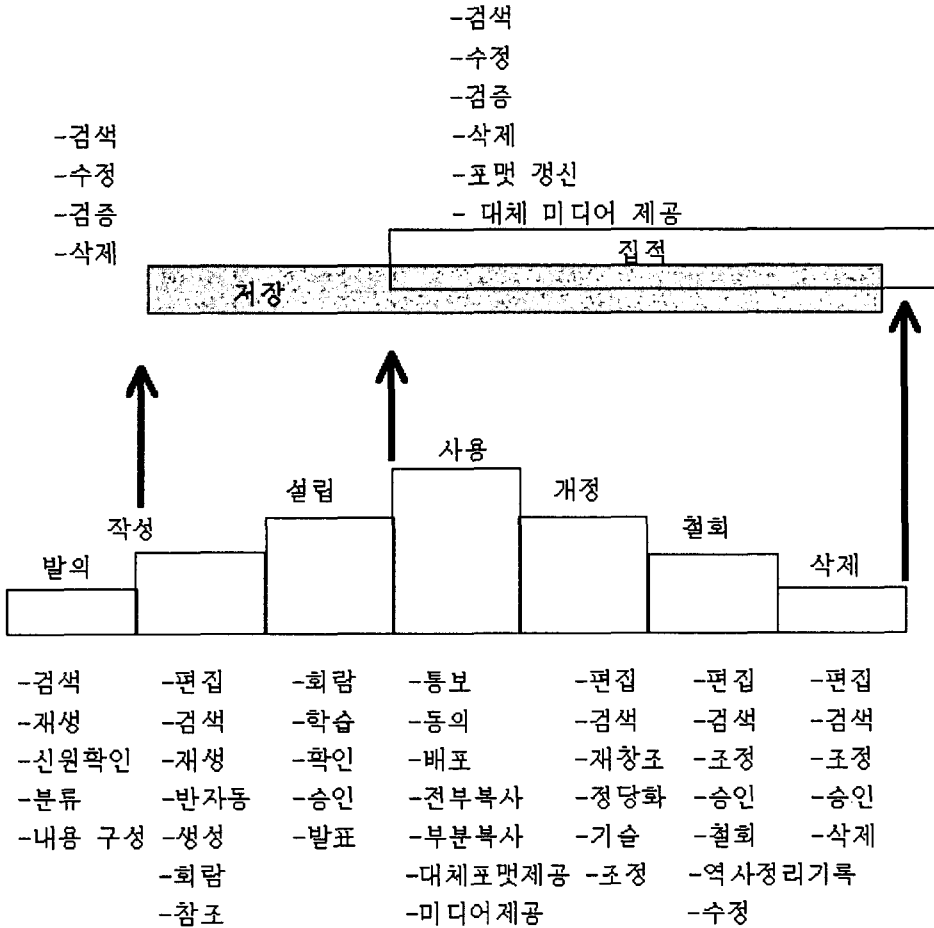 -검색
-수정
-검증
-삭제
-포맷 갱신
- 대체 미디어 제공
-검색
-수정
-검증
-삭제
집적
저장
사용
설립
개정
작성
철회
발의
삭제
-검색 -편집 -회람 -통보 -편집 -편집 -편집
-재생 -검색 -학습 -동의 -검색 -검색 -검색
-신원확인 -재생 -확인 -배포 -재창조 -조정 -조정
-분류 -반자동 -승인 -전부복사 -정당화 -승인 -승인
-내용 구성 -생성 -발표 -부분복사 -기술 -철회 -삭제
-회람 -대체포맷제공 -조정 -역사정리기록
-참조 -미디어제공 -수정